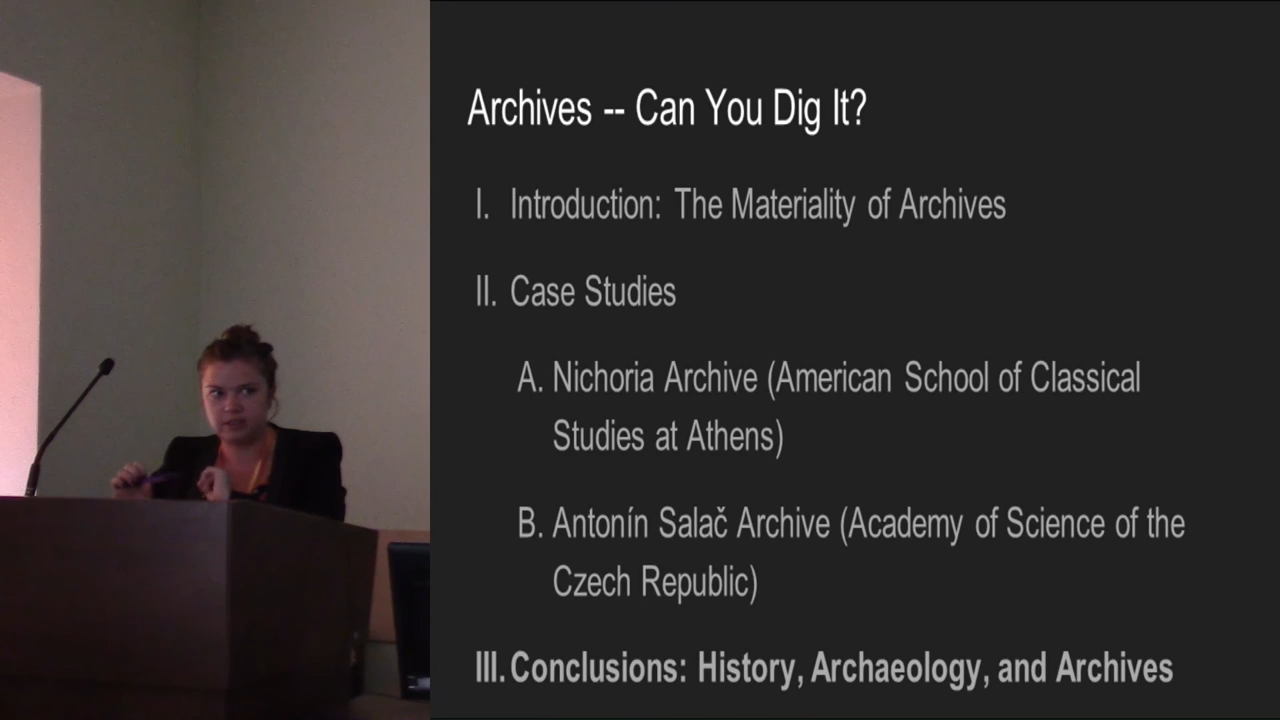 Archives -- Can You Dig It?
I. Introduction: The Materiality of Archives
II. Case Studies
A. Nichoria Archive (American School of Classical
Studies at Athens)
B. Antonín Salač Archive (Academy of Science of the
Czech Republic)
III. Conclusions: History, Archaeology, and Archives